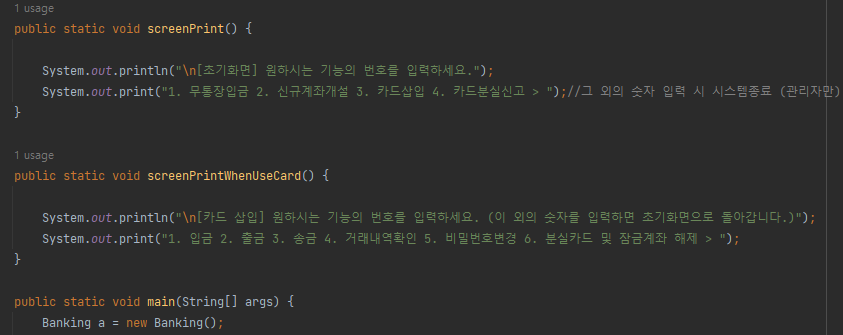 1 usage
public static void screenPrint() {
System.out.println("\n[초기화면] 원하시는 기능의 번호를 입력하세요.");
System.out.print("1. 무통장입금 2. 신규계좌개설 3. 카드삽입 4. 카드분실신고 > ");//그 외의 숫자 입력 시 시스템종료 (관리자만)
}
1 usage
public static void screenPrintWhenUseCard() {
System.out.println("\n[카드 삽입] 원하시는 기능의 번호를 입력하세요. (이 외의 숫자를 입력하면 초기화면으로 돌아갑니다.)");
System.out.print("1. 입금 2. 출금 3. 송금 4. 거래내역확인 5. 비밀번호변경 6. 분실카드 및 잠금계좌 해제 > ");
}
public static void main(String[] args) {
Banking a = new Banking();